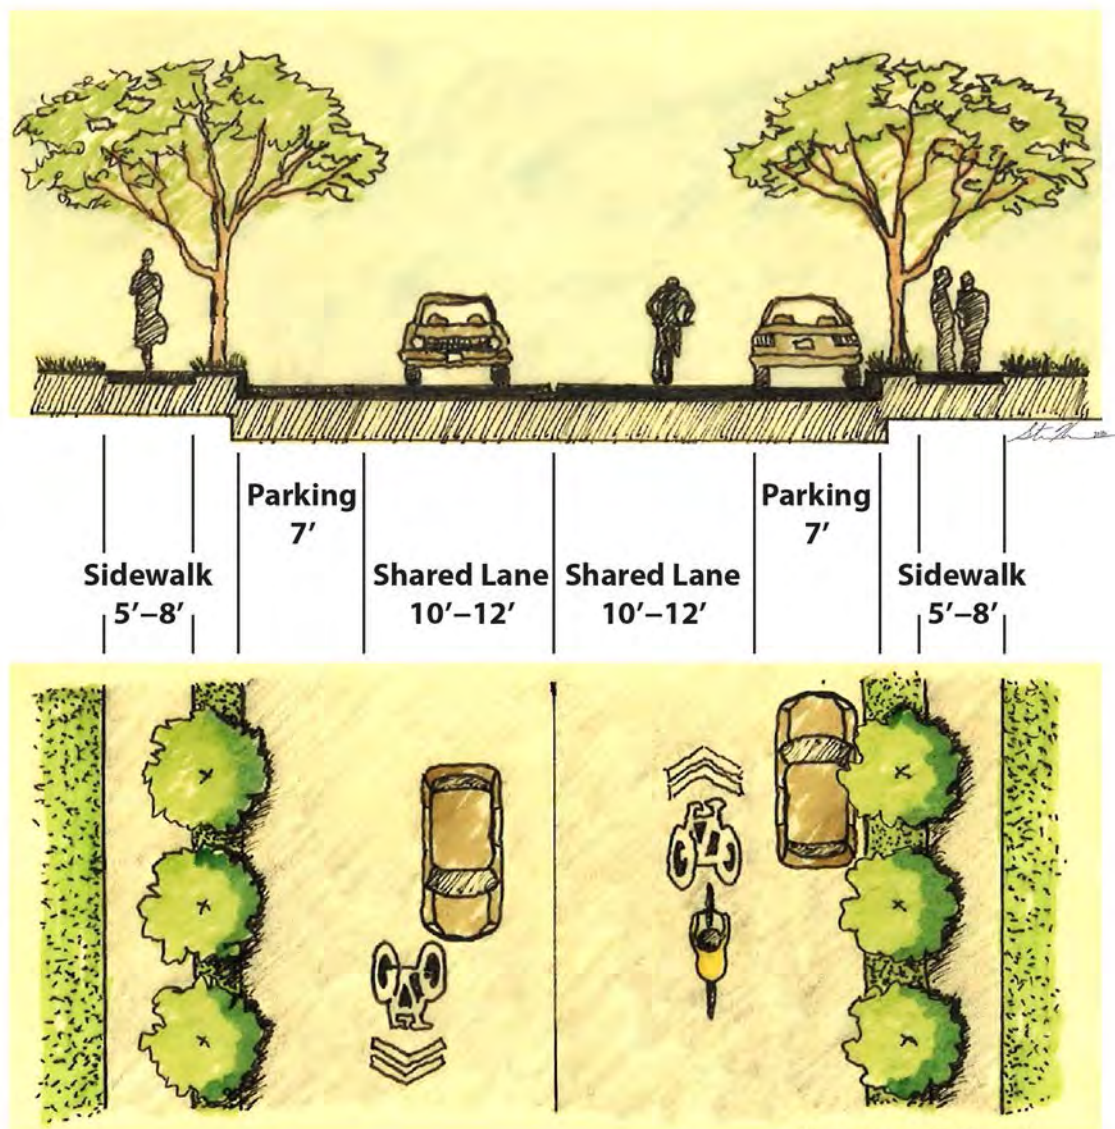 Parking
7’
Parking
7’
Sidewalk
5’–8’
Shared Lane
10’–12’
Shared Lane
10’–12’
Sidewalk
5’–8’